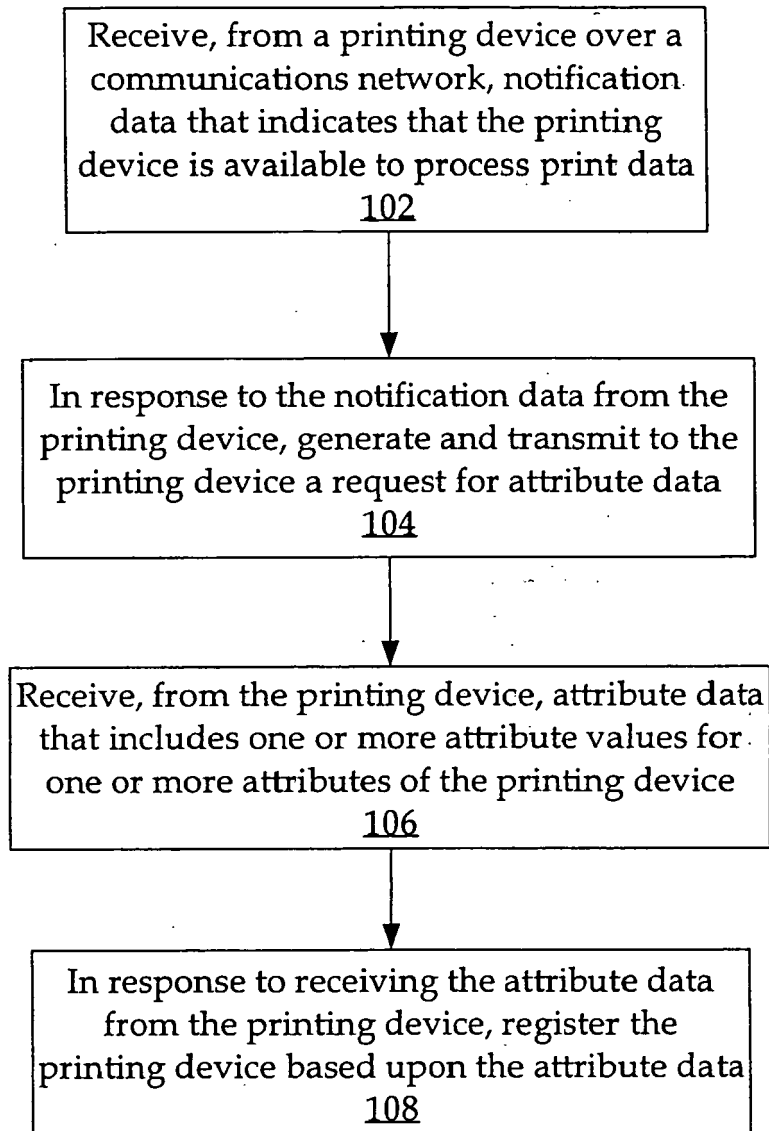 Receive, from a printing device over a
communications network, notification
data that indicates that the printing
device is available to process print data
102
In response to the notification data from the
printing device, generate and transmit to the
printing device a request for attribute data
104
Receive, from the printing device, attribute data
that includes one or more attribute values for
one or more attributes of the printing device
106
In response to receiving the attribute data
from the printing device, register the
printing device based upon the attribute data
108